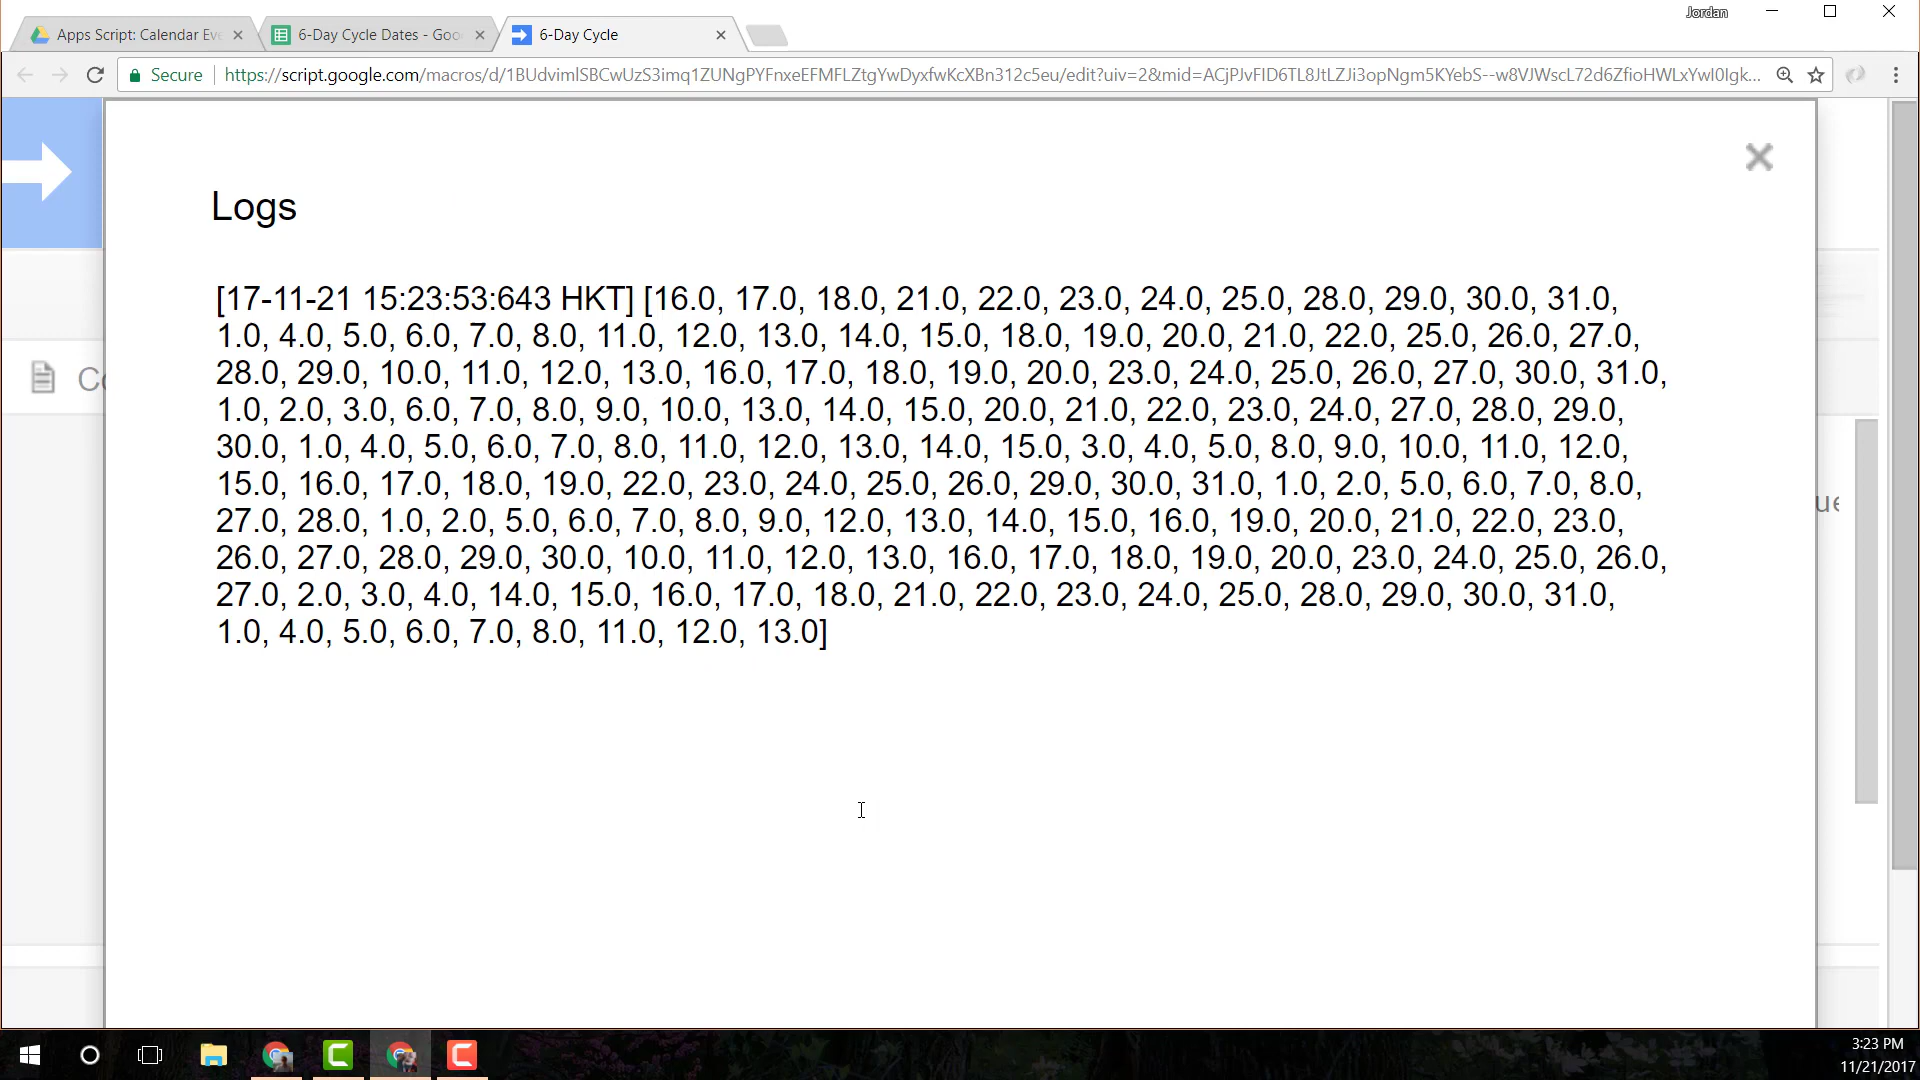 Jordan
Apps Script: Calendar Eve
6-Day Cycle Dates - Goo
6-Day Cycle
Secure
https://script.google.com/macros/d/1BUdvimlSBCwUzS3imq1ZUNgPYFnxeEFMFLZtgYwDyxfwKcXBn312c5eu/edit?uiv=2&mid=ACjPJvFID6TL8JtLZJi3opNgm5KYebS--w8VJWscL72d6ZfioHWLxYwI0Igk...
Logs
[17-11-21 15:23:53:643 HKT] [16.0, 17.0, 18.0, 21.0, 22.0, 23.0, 24.0, 25.0, 28.0, 29.0, 30.0, 31.0,
1.0, 4.0, 5.0, 6.0, 7.0, 8.0, 11.0, 12.0, 13.0, 14.0, 15.0, 18.0, 19.0, 20.0, 21.0, 22.0, 25.0, 26.0, 27.0,
28.0, 29.0, 10.0, 11.0, 12.0, 13.0, 16.0, 17.0, 18.0, 19.0, 20.0, 23.0, 24.0, 25.0, 26.0, 27.0, 30.0, 31.0,
1.0, 2.0, 3.0, 6.0, 7.0, 8.0, 9.0, 10.0, 13.0, 14.0, 15.0, 20.0, 21.0, 22.0, 23.0, 24.0, 27.0, 28.0, 29.0,
30.0, 1.0, 4.0, 5.0, 6.0, 7.0, 8.0, 11.0, 12.0, 13.0, 14.0, 15.0, 3.0, 4.0, 5.0, 8.0, 9.0, 10.0, 11.0, 12.0,
15.0, 16.0, 17.0, 18.0, 19.0, 22.0, 23.0, 24.0, 25.0, 26.0, 29.0, 30.0, 31.0, 1.0, 2.0, 5.0, 6.0, 7.0, 8.0,
27.0, 28.0, 1.0, 2.0, 5.0, 6.0, 7.0, 8.0, 9.0, 12.0, 13.0, 14.0, 15.0, 16.0, 19.0, 20.0, 21.0, 22.0, 23.0,
26.0, 27.0, 28.0, 29.0, 30.0, 10.0, 11.0, 12.0, 13.0, 16.0, 17.0, 18.0, 19.0, 20.0, 23.0, 24.0, 25.0, 26.0,
27.0, 2.0, 3.0, 4.0, 14.0, 15.0, 16.0, 17.0, 18.0, 21.0, 22.0, 23.0, 24.0, 25.0, 28.0, 29.0, 30.0, 31.0,
1.0, 4.0, 5.0, 6.0, 7.0, 8.0, 11.0, 12.0, 13.0]
Co
ue
3:23 PM
11/21/2017